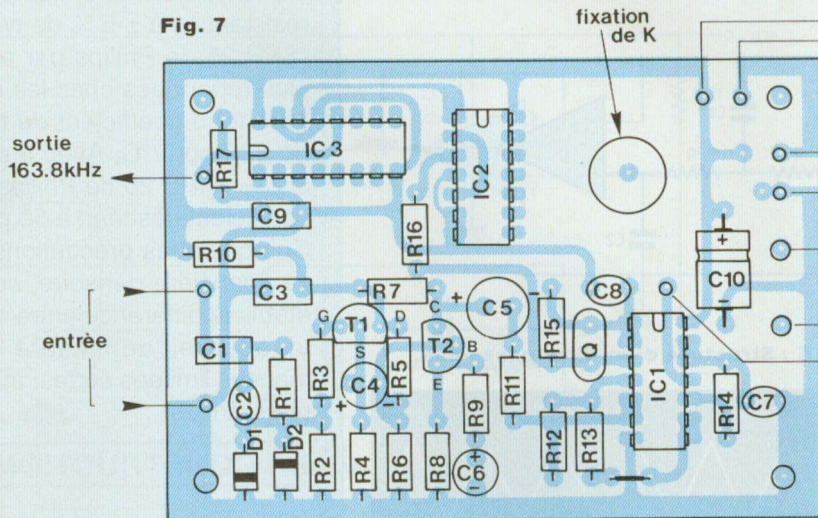 Fig. 7
fixation
de K
sortie
163.8kHz
entrèe
R17
IC3
IC2
C9
R16
R10
C3
R7
C5
+
-
C8
+
C10
-
G
T1
D
C
T2
B
E
S
R15
Q
C1
C2
R1
R3
C4
+
-
R5
R9
R11
IC1
R14
C7
D1
D2
R2
R4
R6
R8
C6
+
-
R12
R13